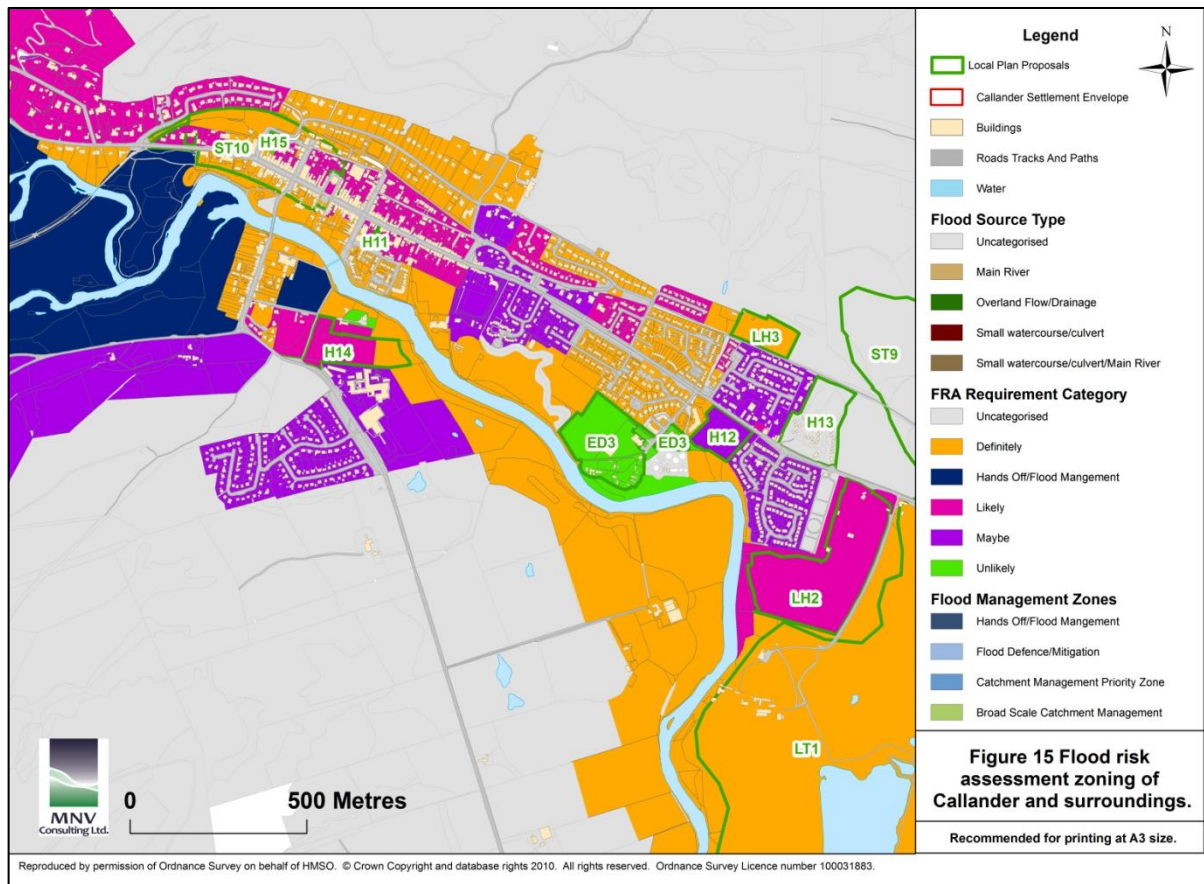 ST10
H15
H11
H14
LH3
ST9
H13
H12
ED3
ED3
LH2
LT1
0 500 Metres
MNV
Consulting Ltd.
Legend
N
Local Plan Proposals
Callander Settlement Envelope
Buildings
Roads Tracks And Paths
Water
Flood Source Type
Uncategorised
Main River
Overland Flow/Drainage
Small watercourse/culvert
Small watercourse/culvert/Main River
FRA Requirement Category
Uncategorised
Definitely
Hands Off/Flood Mangement
Likely
Maybe
Unlikely
Flood Management Zones
Hands Off/Flood Mangement
Flood Defence/Mitigation
Catchment Management Priority Zone
Broad Scale Catchment Management
Figure 15 Flood risk
assessment zoning of
Callander and surroundings.
Recommended for printing at A3 size.
Reproduced by permission of Ordnance Survey on behalf of HMSO. © Crown Copyright and database rights 2010. All rights reserved. Ordnance Survey Licence number 100031883.